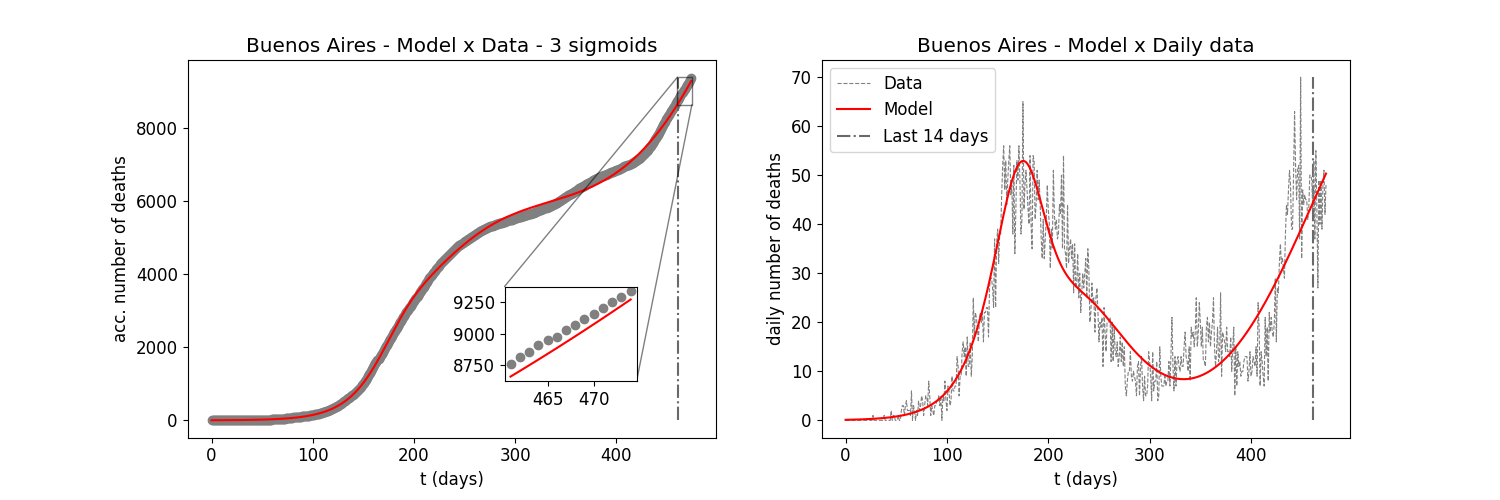 Buenos Aires - Model x Data - 3 sigmoids
acc. number of deaths
8000
6000
4000
2000
0
9250
9000
8750
465 470
0 100 200 300 400
t (days)
Buenos Aires - Model x Daily data
daily number of deaths
70
60
50
40
30
20
10
0
Data
Model
Last 14 days
0 100 200 300 400
t (days)